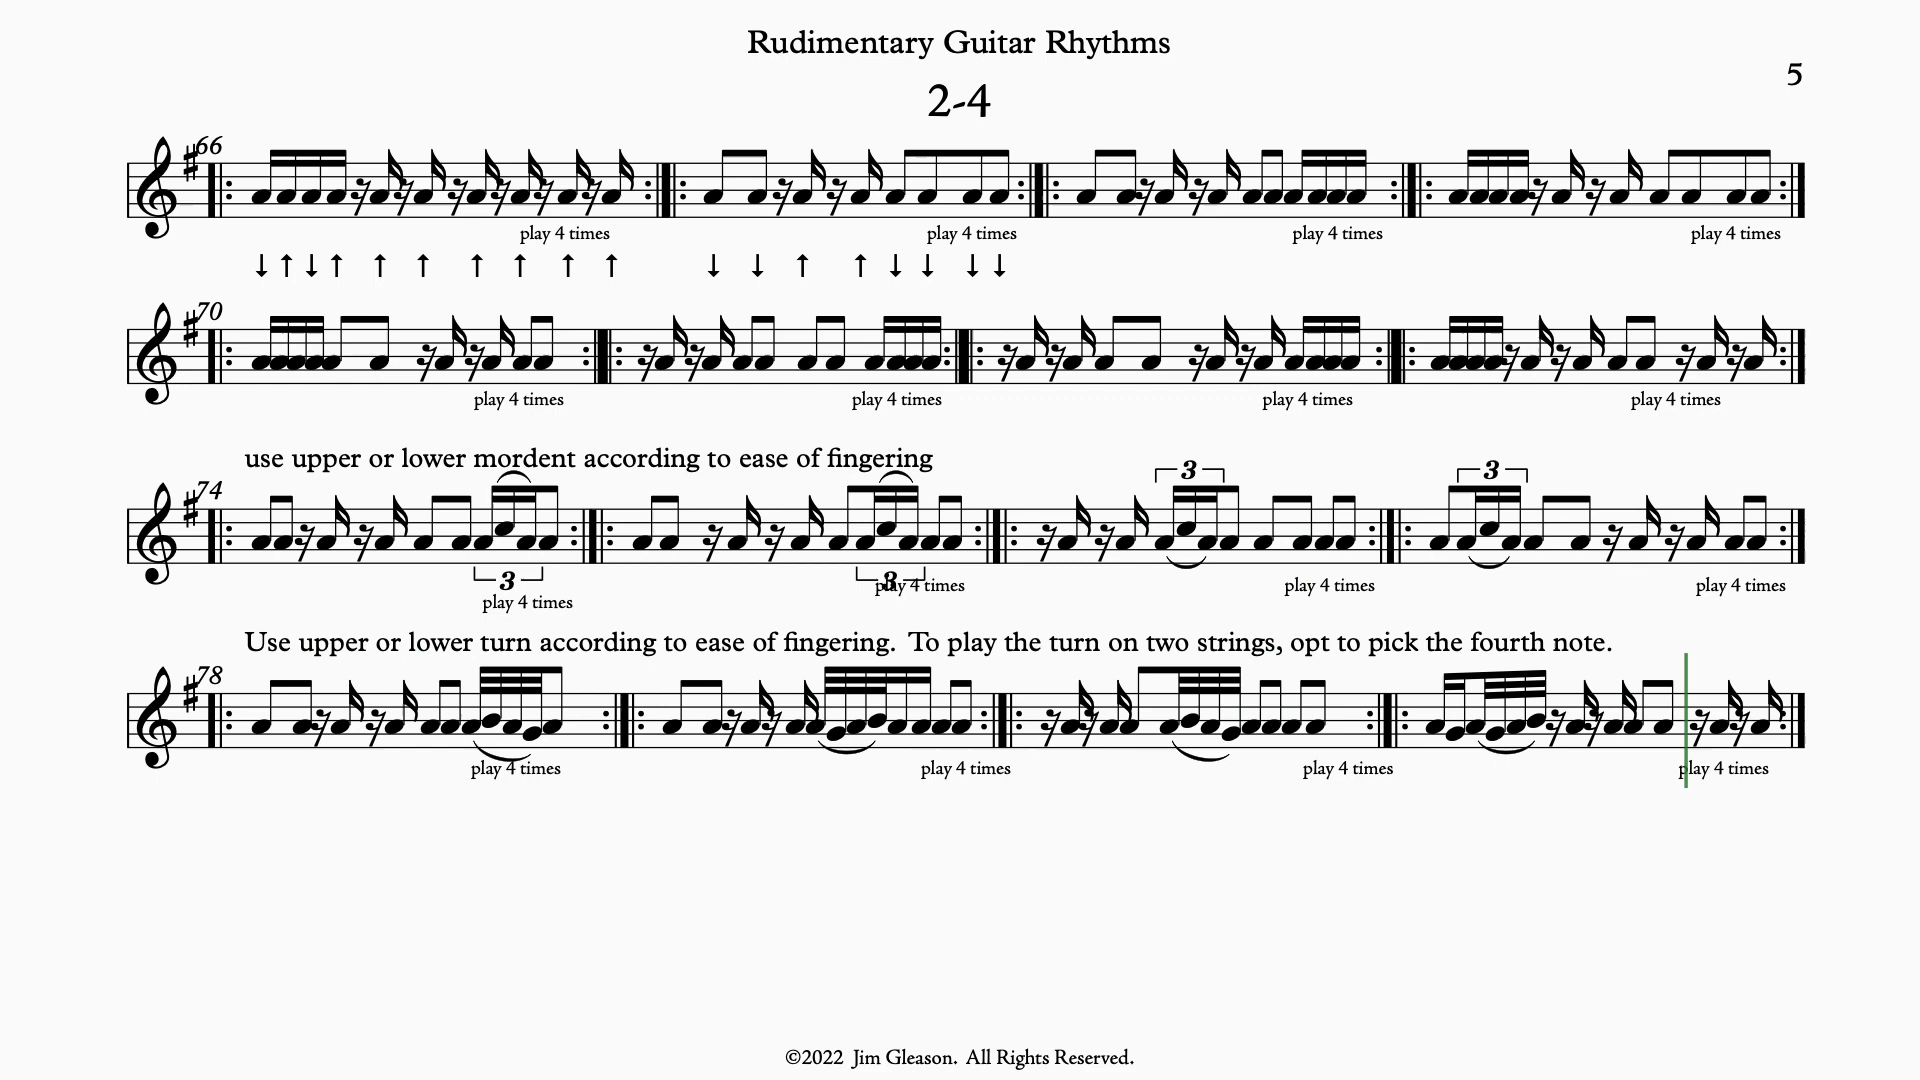 Rudimentary Guitar Rhythms
5
2-4
66
play 4 times play 4 times play 4 times play 4 times
70
play 4 times play 4 times play 4 times play 4 times
use upper or lower mordent according to ease of fingering
74 3 3
3 3
play 4 times play 4 times play 4 times play 4 times
Use upper or lower turn according to ease of fingering. To play the turn on two strings, opt to pick the fourth note.
78
play 4 times play 4 times play 4 times play 4 times
©2022 Jim Gleason. All Rights Reserved.